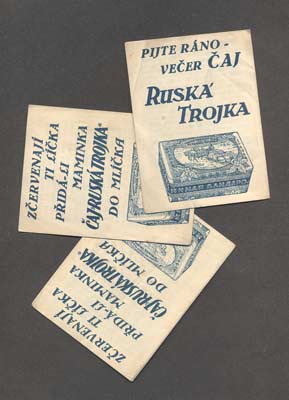 PIJTE RÁNO -
VEČER ČAJ
RUSKÁ
TROJKA
ZČERVENAJÍ
TI LÍČKA
PŘIDÁ-LI
MAMINKA
ČAJ„RUSKÁ TROJKA“
DO MLÍČKA
ZČERVENAJÍ
TI LÍČKA
PŘIDÁ-LI
MAMINKA
ČAJ„RUSKÁ TROJKA“
DO MLÍČKA